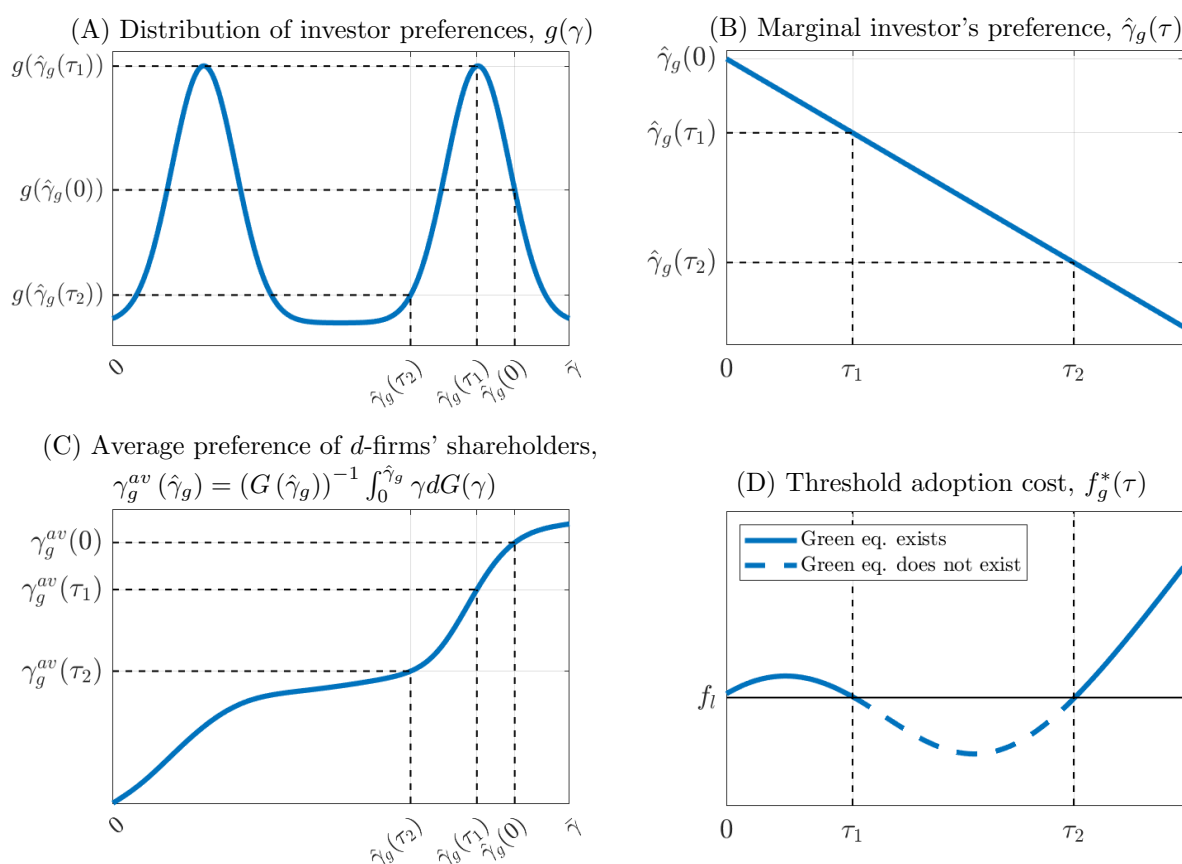 (A) Distribution of investor preferences, g(γ)
g(γ̂_g(τ_1))
g(γ̂_g(0))
g(γ̂_g(τ_2))
0
γ̂_g(τ_2)
γ̂_g(τ_1)
γ̂_g(0)
γ̄
(B) Marginal investor's preference, γ̂_g(τ)
γ̂_g(0)
γ̂_g(τ_1)
γ̂_g(τ_2)
0
τ_1
τ_2
(C) Average preference of d-firms' shareholders,
γ_g^{av} (γ̂_g) = (G (γ̂_g))^{-1} ∫_0^{γ̂_g} γdG(γ)
γ_g^{av}(0)
γ_g^{av}(τ_1)
γ_g^{av}(τ_2)
0
γ̂_g(τ_2)
γ̂_g(τ_1)
γ̂_g(0)
γ̄
(D) Threshold adoption cost, f_g^*(τ)
Green eq. exists
Green eq. does not exist
f_l
0
τ_1
τ_2